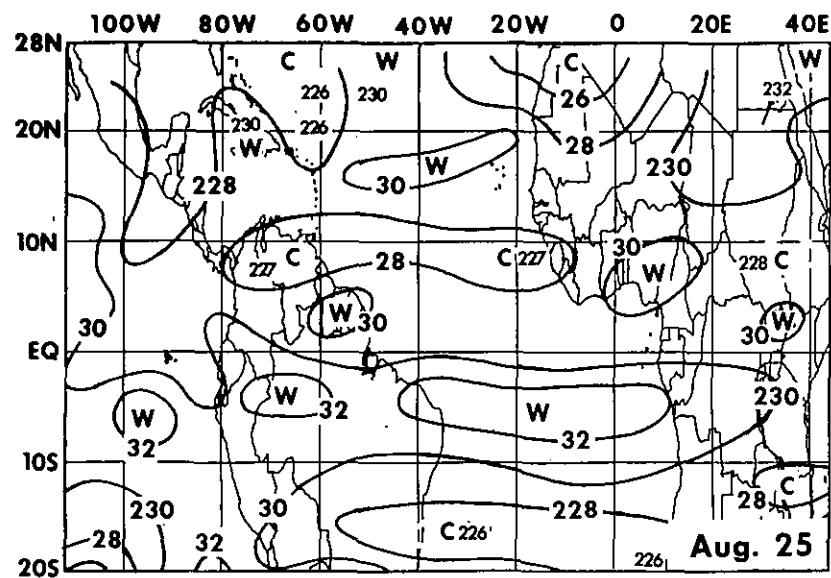 100W 80W 60W 40W 20W 0 20E 40E
28N C W C W
226 230 26 232
20N 230 226 28
W W 230
228 30
10N 30
227 C 28 C 227 W 228 C
W 30 W
30 30
EQ
W W 230
W 32 32
32
10S C
30 28
230 228
28 32 C 226
20S 226 Aug. 25